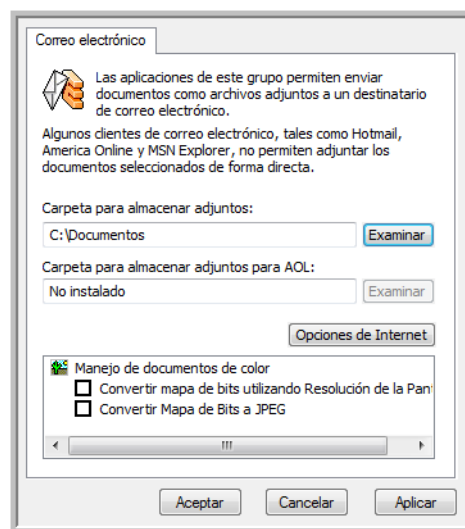 Correo electrónico
Las aplicaciones de este grupo permiten enviar
documentos como archivos adjuntos a un destinatario
de correo electrónico.
Algunos clientes de correo electrónico, tales como Hotmail,
America Online y MSN Explorer, no permiten adjuntar los
documentos seleccionados de forma directa.
Carpeta para almacenar adjuntos:
C:\Documentos Examinar
Carpeta para almacenar adjuntos para AOL:
No instalado Examinar
Opciones de Internet
Manejo de documentos de color
Convertir mapa de bits utilizando Resolución de la Pan
Convertir Mapa de Bits a JPEG
Aceptar Cancelar Aplicar